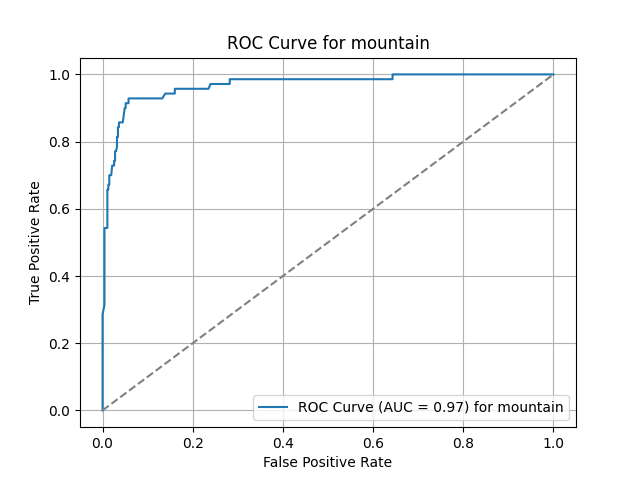 ROC Curve for mountain
1.0
0.8
0.6
0.4
0.2
0.0
True Positive Rate
ROC Curve (AUC = 0.97) for mountain
0.0 0.2 0.4 0.6 0.8 1.0
False Positive Rate